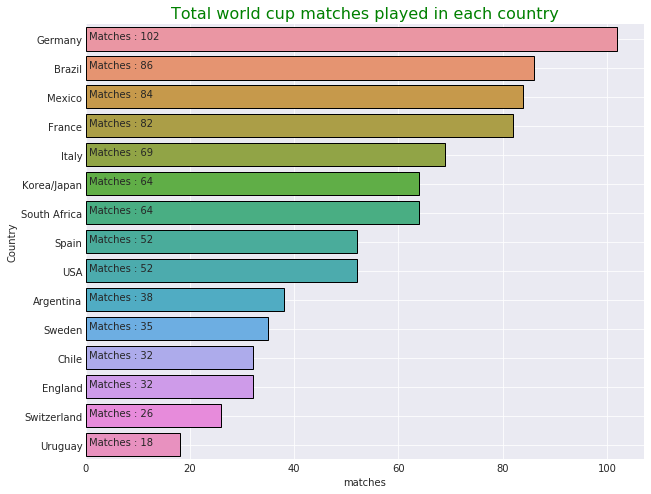 Total world cup matches played in each country
Germany Matches : 102
Brazil Matches : 86
Mexico Matches : 84
France Matches : 82
Italy Matches : 69
Korea/Japan Matches : 64
South Africa Matches : 64
Spain Matches : 52
USA Matches : 52
Argentina Matches : 38
Sweden Matches : 35
Chile Matches : 32
England Matches : 32
Switzerland Matches : 26
Uruguay Matches : 18
Country
0 20 40 60 80 100
matches